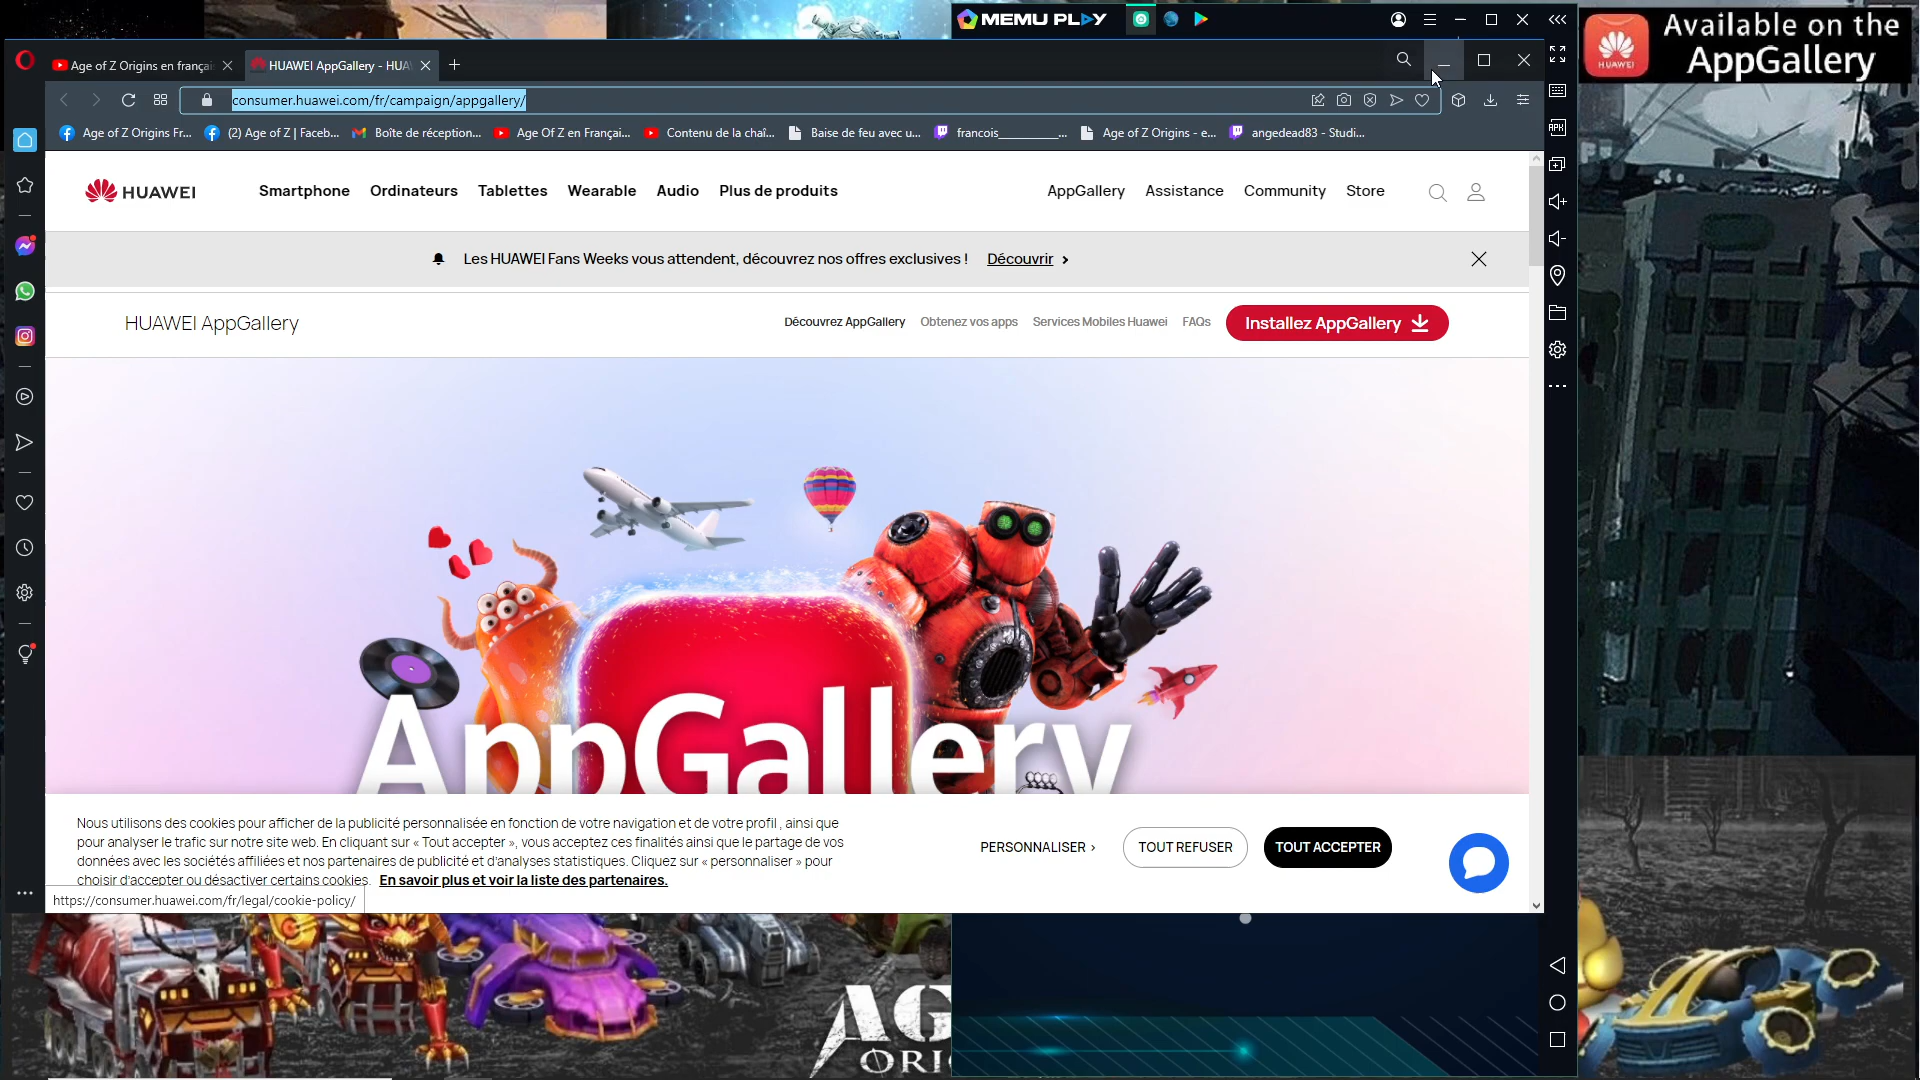 MEMU PLAY
Available on the
AppGallery
HUAWEI
Age of Z Origins en françai
HUAWEI AppGallery - HUA
consumer.huawei.com/fr/campaign/appgallery/
Age of Z Origins Fr...
(2) Age of Z | Faceb...
Boîte de réception...
Age Of Z en Françai...
Contenu de la chaî...
Baise de feu avec u...
francois__________...
Age of Z Origins - e...
angedead83 - Studi...
APK
HUAWEI
Smartphone
Ordinateurs
Tablettes
Wearable
Audio
Plus de produits
AppGallery
Assistance
Community
Store
Les HUAWEI Fans Weeks vous attendent, découvrez nos offres exclusives !
Découvrir
HUAWEI AppGallery
Découvrez AppGallery
Obtenez vos apps
Services Mobiles Huawei
FAQs
Installez AppGallery
AppGallery
Nous utilisons des cookies pour afficher de la publicité personnalisée en fonction de votre navigation et de votre profil , ainsi que
pour analyser le trafic sur notre site web. En cliquant sur « Tout accepter », vous acceptez ces finalités ainsi que le partage de vos
données avec les sociétés affiliées et nos partenaires de publicité et d'analyses statistiques. Cliquez sur « personnaliser » pour
choisir d'accepter ou désactiver certains cookies. En savoir plus et voir la liste des partenaires.
PERSONNALISER ›
TOUT REFUSER
TOUT ACCEPTER
https://consumer.huawei.com/fr/legal/cookie-policy/
AG
ORI